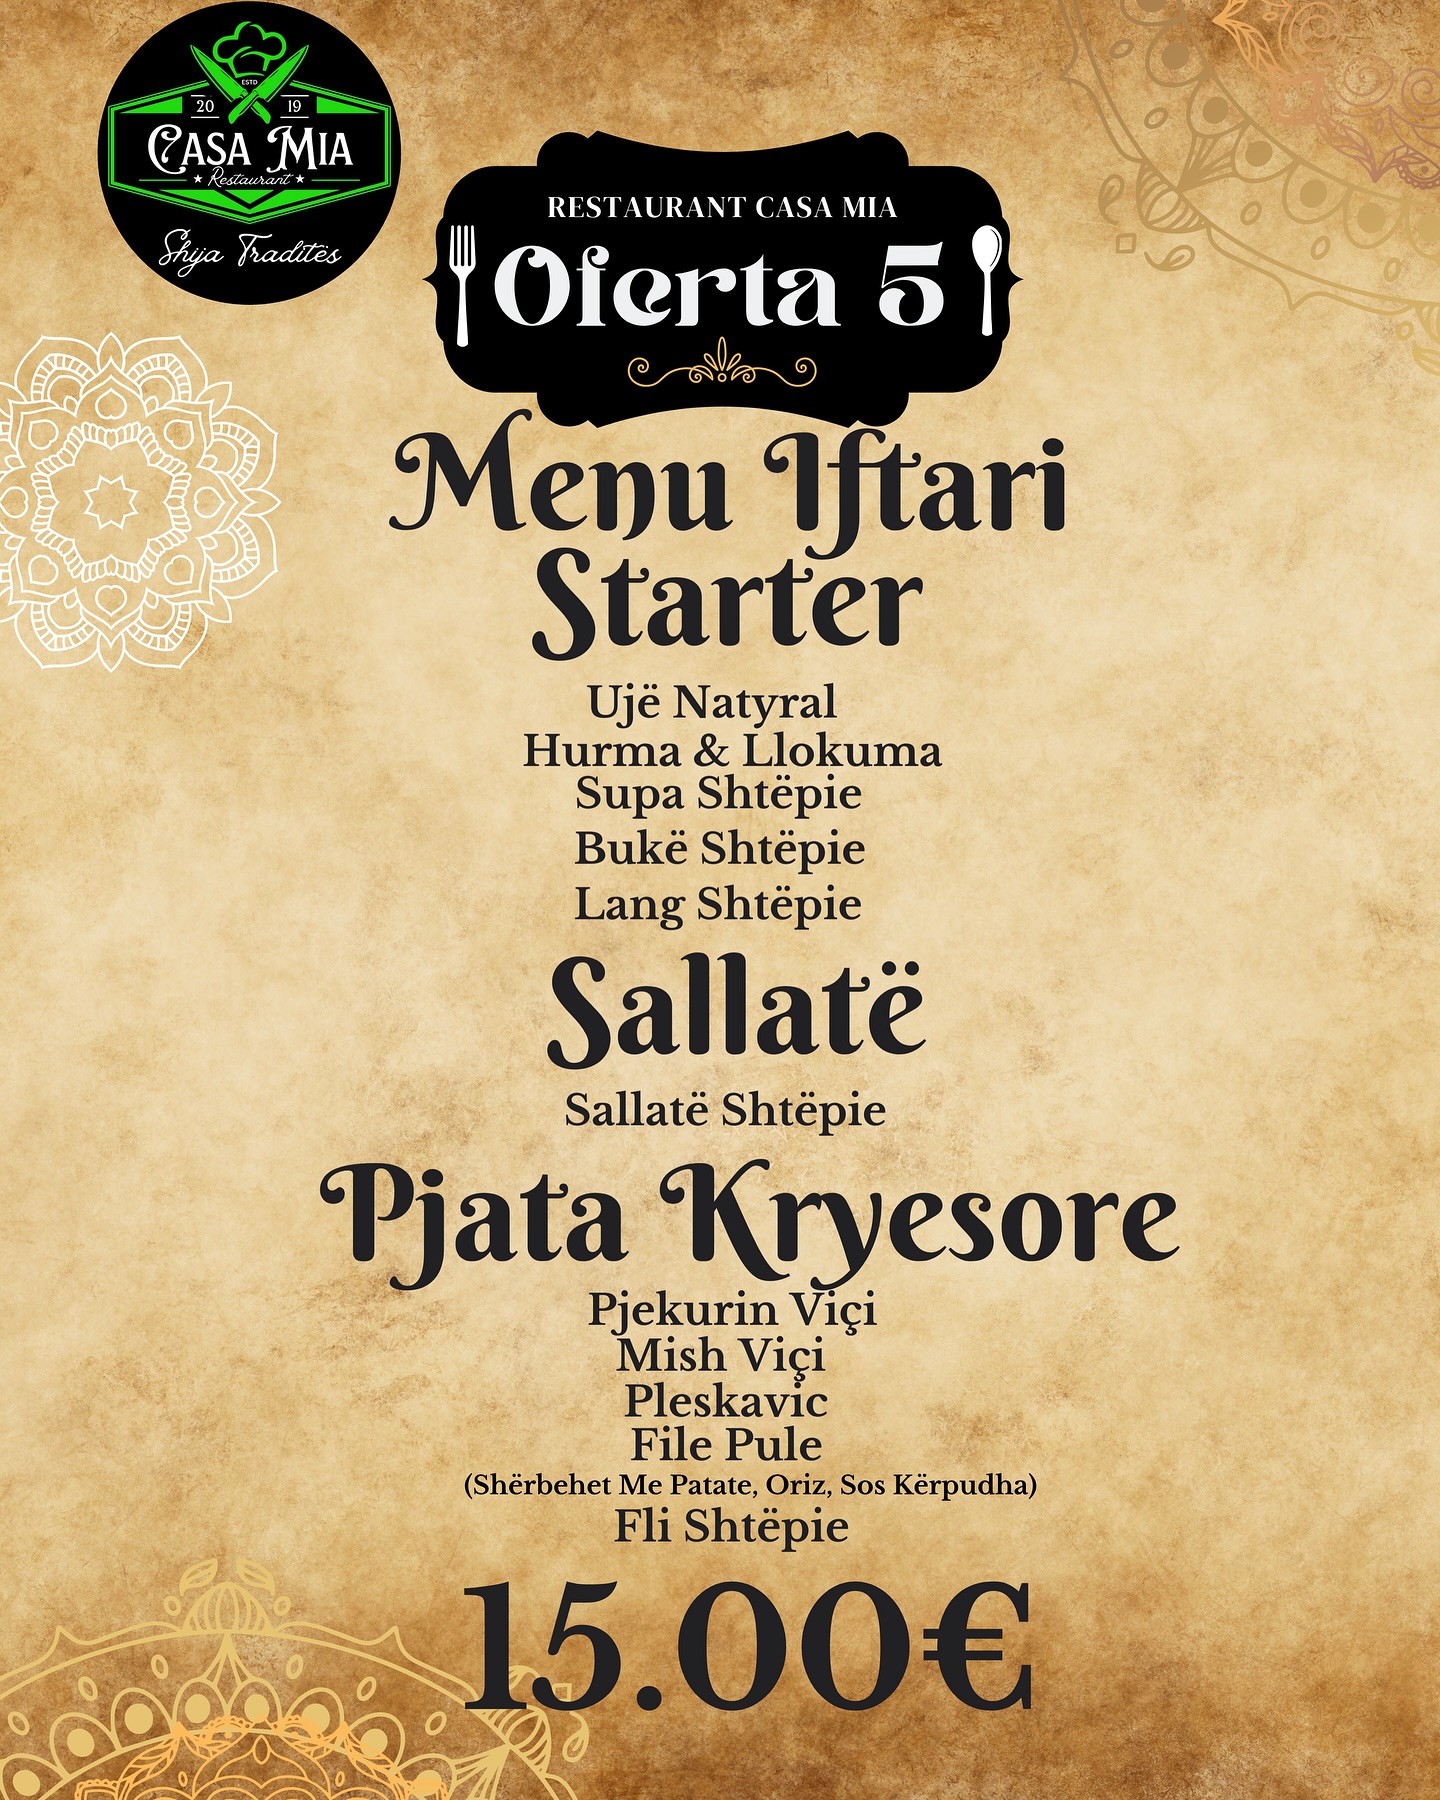 ESTD
20 19
CASA MIA
Restaurant
Shija Traditës
RESTAURANT CASA MIA
Oferta 5
Menu Iftari
Starter
Ujë Natyral
Hurma & Llokuma
Supa Shtëpie
Bukë Shtëpie
Lang Shtëpie
Sallatë
Sallatë Shtëpie
Pjata Kryesore
Pjekurin Viçi
Mish Viçi
Pleskavic
File Pule
(Shërbehet Me Patate, Oriz, Sos Kërpudha)
Fli Shtëpie
15.00€